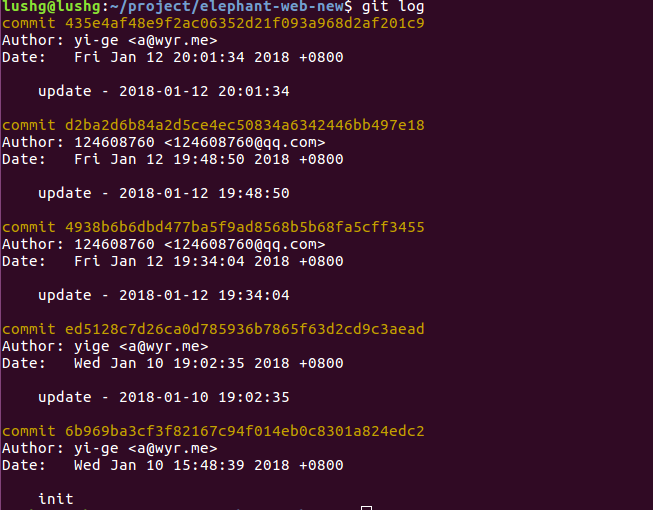 lushg@lushg:~/project/elephant-web-new$ git log
commit 435e4af48e9f2ac06352d21f093a968d2af201c9
Author: yi-ge <a@wyr.me>
Date:   Fri Jan 12 20:01:34 2018 +0800
    update - 2018-01-12 20:01:34
commit d2ba2d6b84a2d5ce4ec50834a6342446bb497e18
Author: 124608760 <124608760@qq.com>
Date:   Fri Jan 12 19:48:50 2018 +0800
    update - 2018-01-12 19:48:50
commit 4938b6b6dbd477ba5f9ad8568b5b68fa5cff3455
Author: 124608760 <124608760@qq.com>
Date:   Fri Jan 12 19:34:04 2018 +0800
    update - 2018-01-12 19:34:04
commit ed5128c7d26ca0d785936b7865f63d2cd9c3aead
Author: yige <a@wyr.me>
Date:   Wed Jan 10 19:02:35 2018 +0800
    update - 2018-01-10 19:02:35
commit 6b969ba3cf3f82167c94f014eb0c8301a824edc2
Author: yi-ge <a@wyr.me>
Date:   Wed Jan 10 15:48:39 2018 +0800
    init